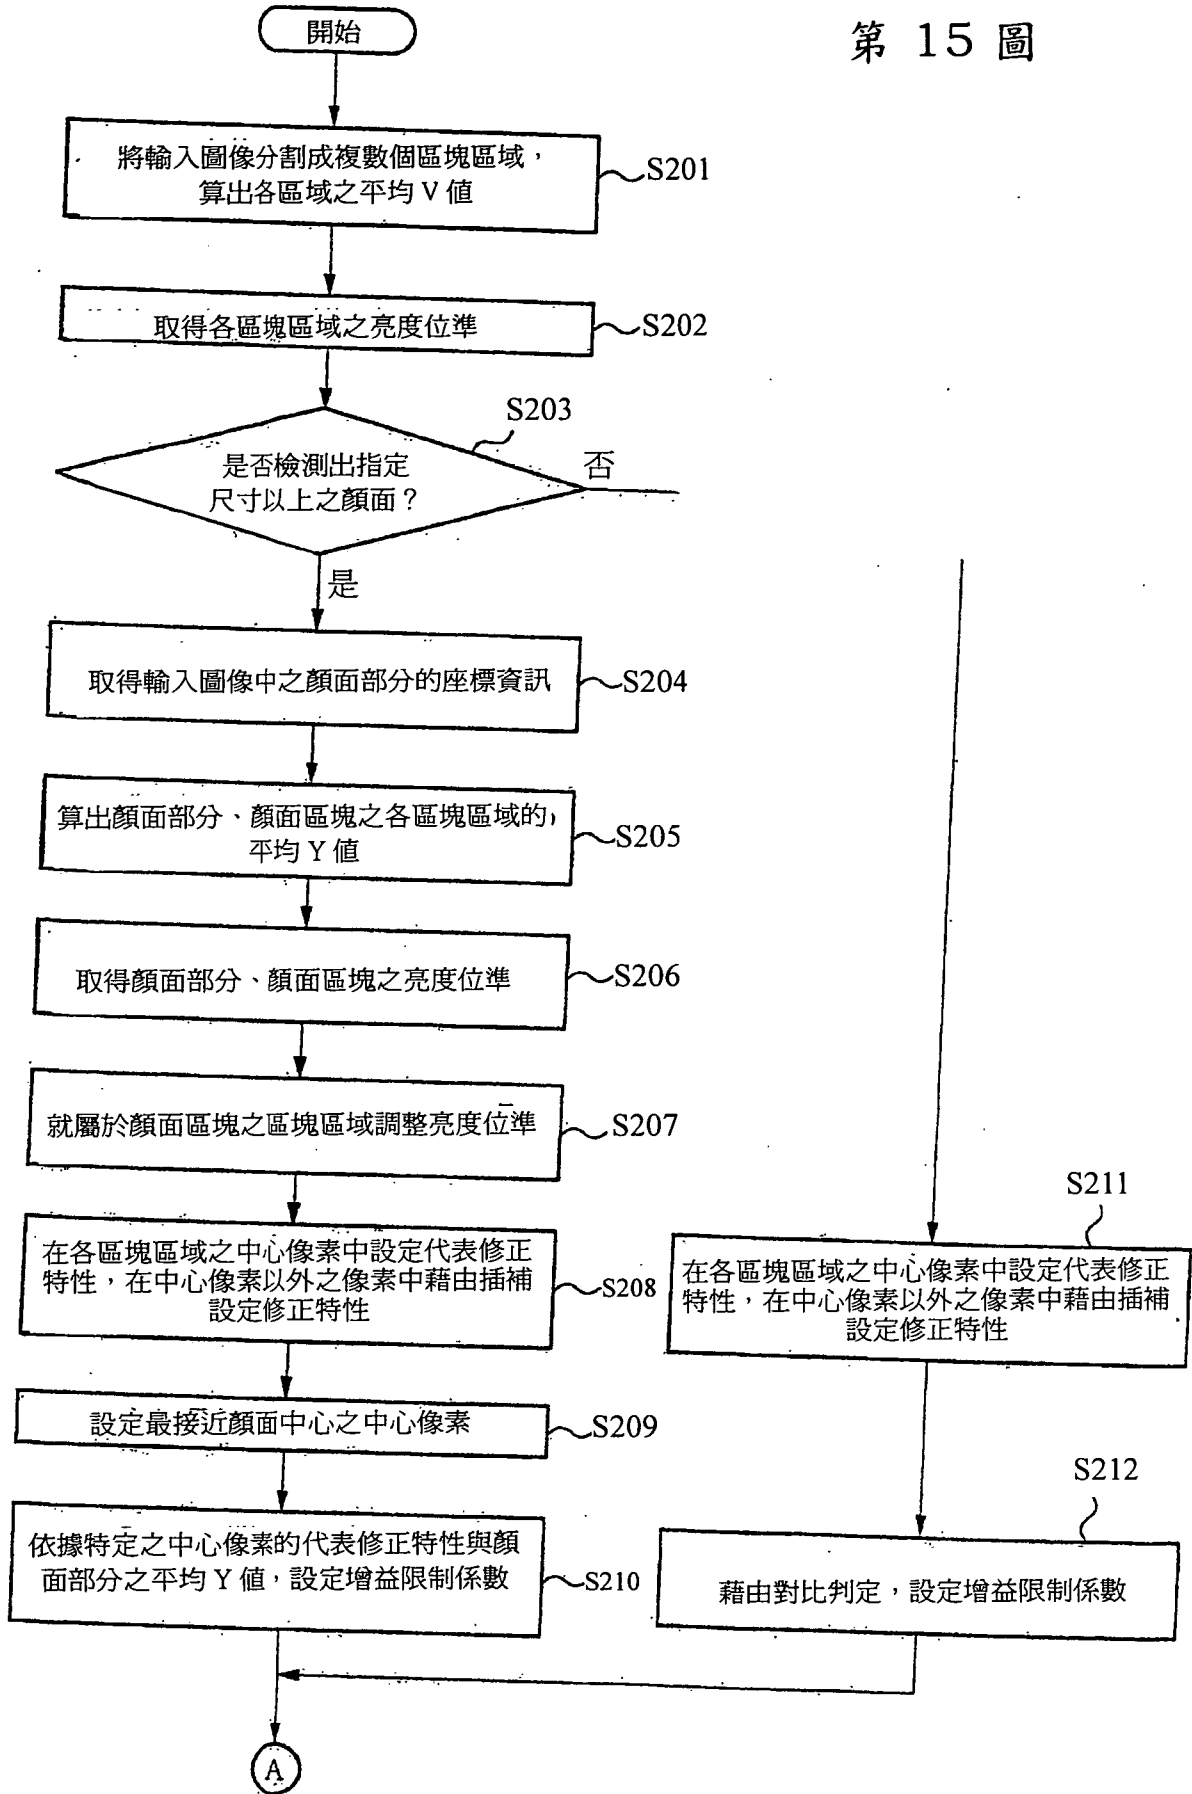 第 15 圖
開始
將輸入圖像分割成複數個區塊區域，
算出各區域之平均 V 值
S201
取得各區塊區域之亮度位準
S202
S203
是否檢測出指定
尺寸以上之顏面？
否
是
取得輸入圖像中之顏面部分的座標資訊
S204
算出顏面部分、顏面區塊之各區塊區域的
平均 Y 值
S205
取得顏面部分、顏面區塊之亮度位準
S206
就屬於顏面區塊之區塊區域調整亮度位準
S207
在各區塊區域之中心像素中設定代表修正
特性，在中心像素以外之像素中藉由插補
設定修正特性
S208
設定最接近顏面中心之中心像素
S209
依據特定之中心像素的代表修正特性與顏
面部分之平均 Y 值，設定增益限制係數
S210
S211
在各區塊區域之中心像素中設定代表修正
特性，在中心像素以外之像素中藉由插補
設定修正特性
S212
藉由對比判定，設定增益限制係數
A